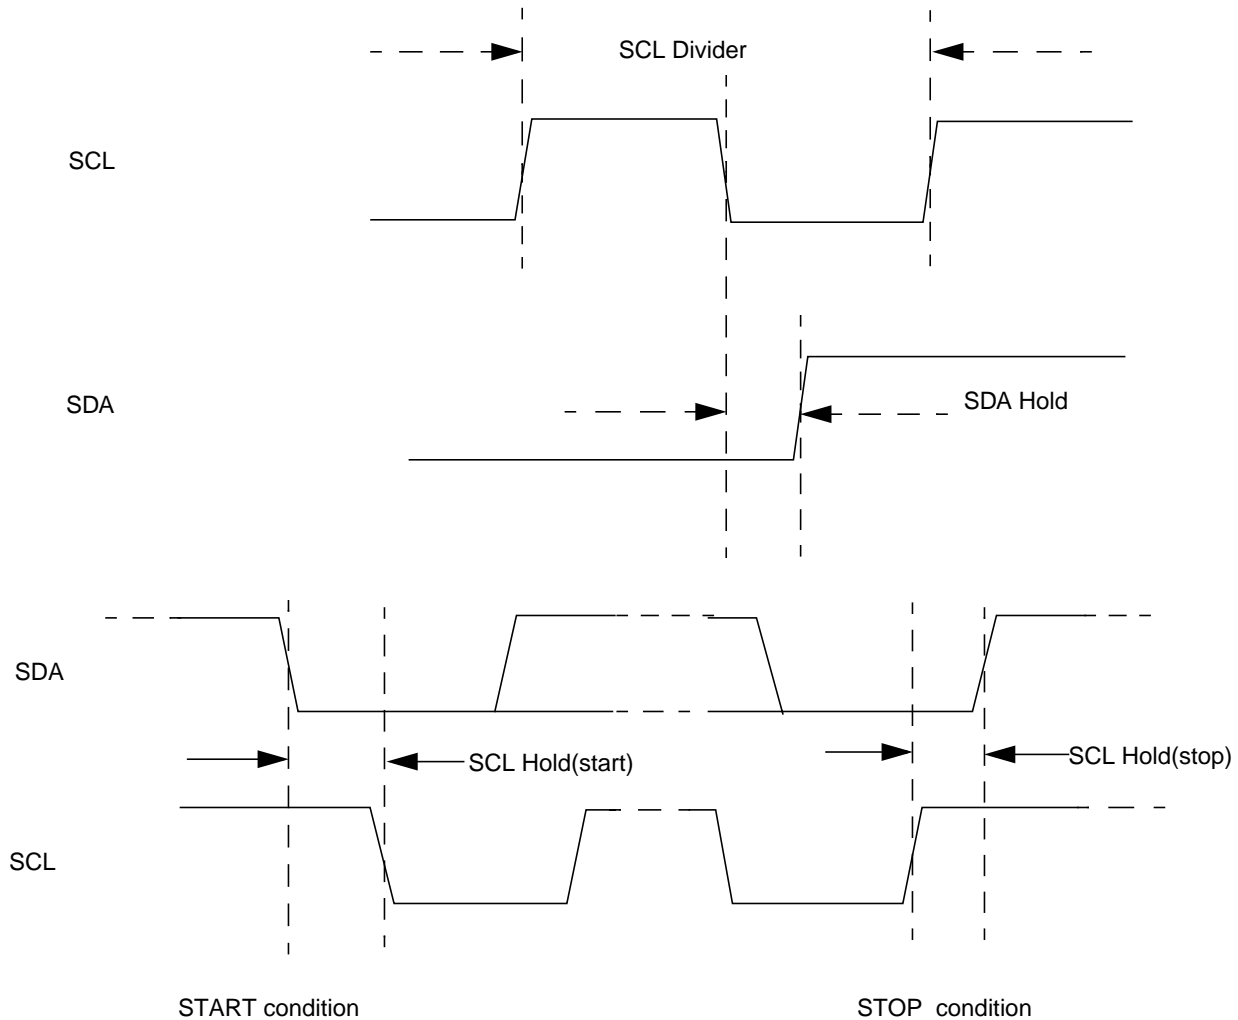 SCL Divider
SCL
SDA
SDA Hold
SDA
SCL Hold(start)
SCL Hold(stop)
SCL
START condition
STOP condition